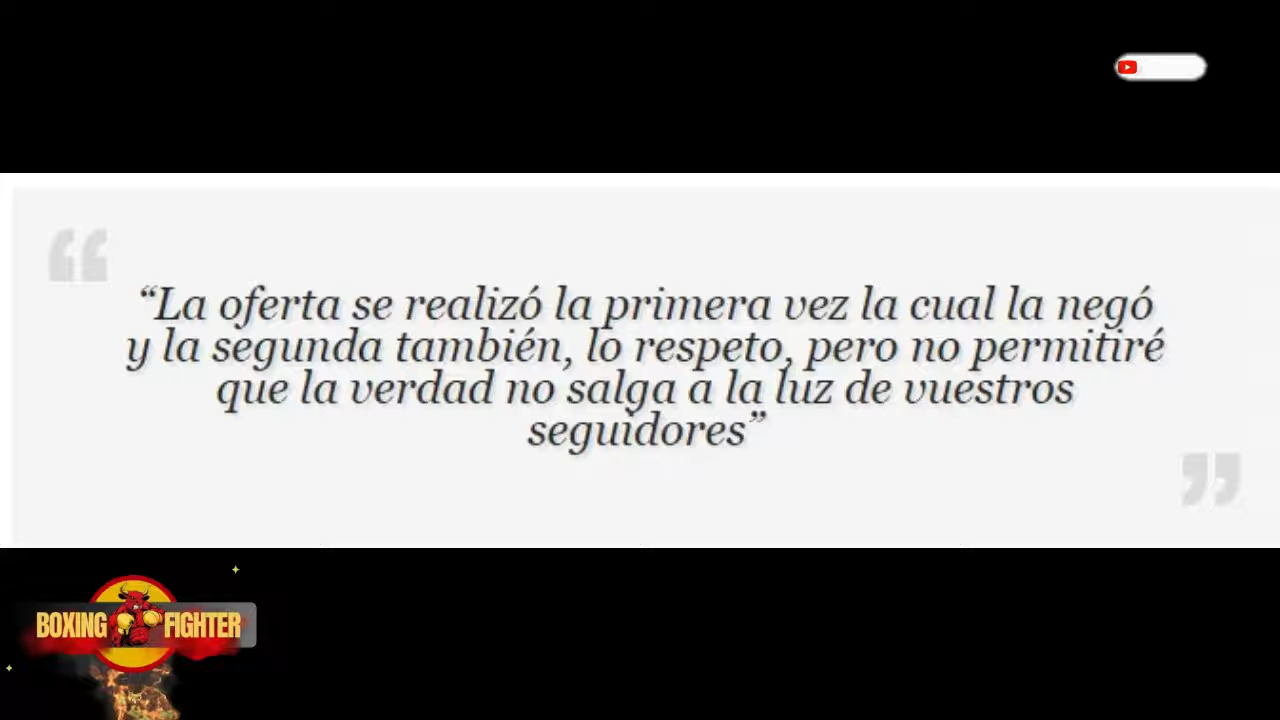 “La oferta se realizó la primera vez la cual la negó
y la segunda también, lo respeto, pero no permitiré
que la verdad no salga a la luz de vuestros
seguidores”
BOXING FIGHTER